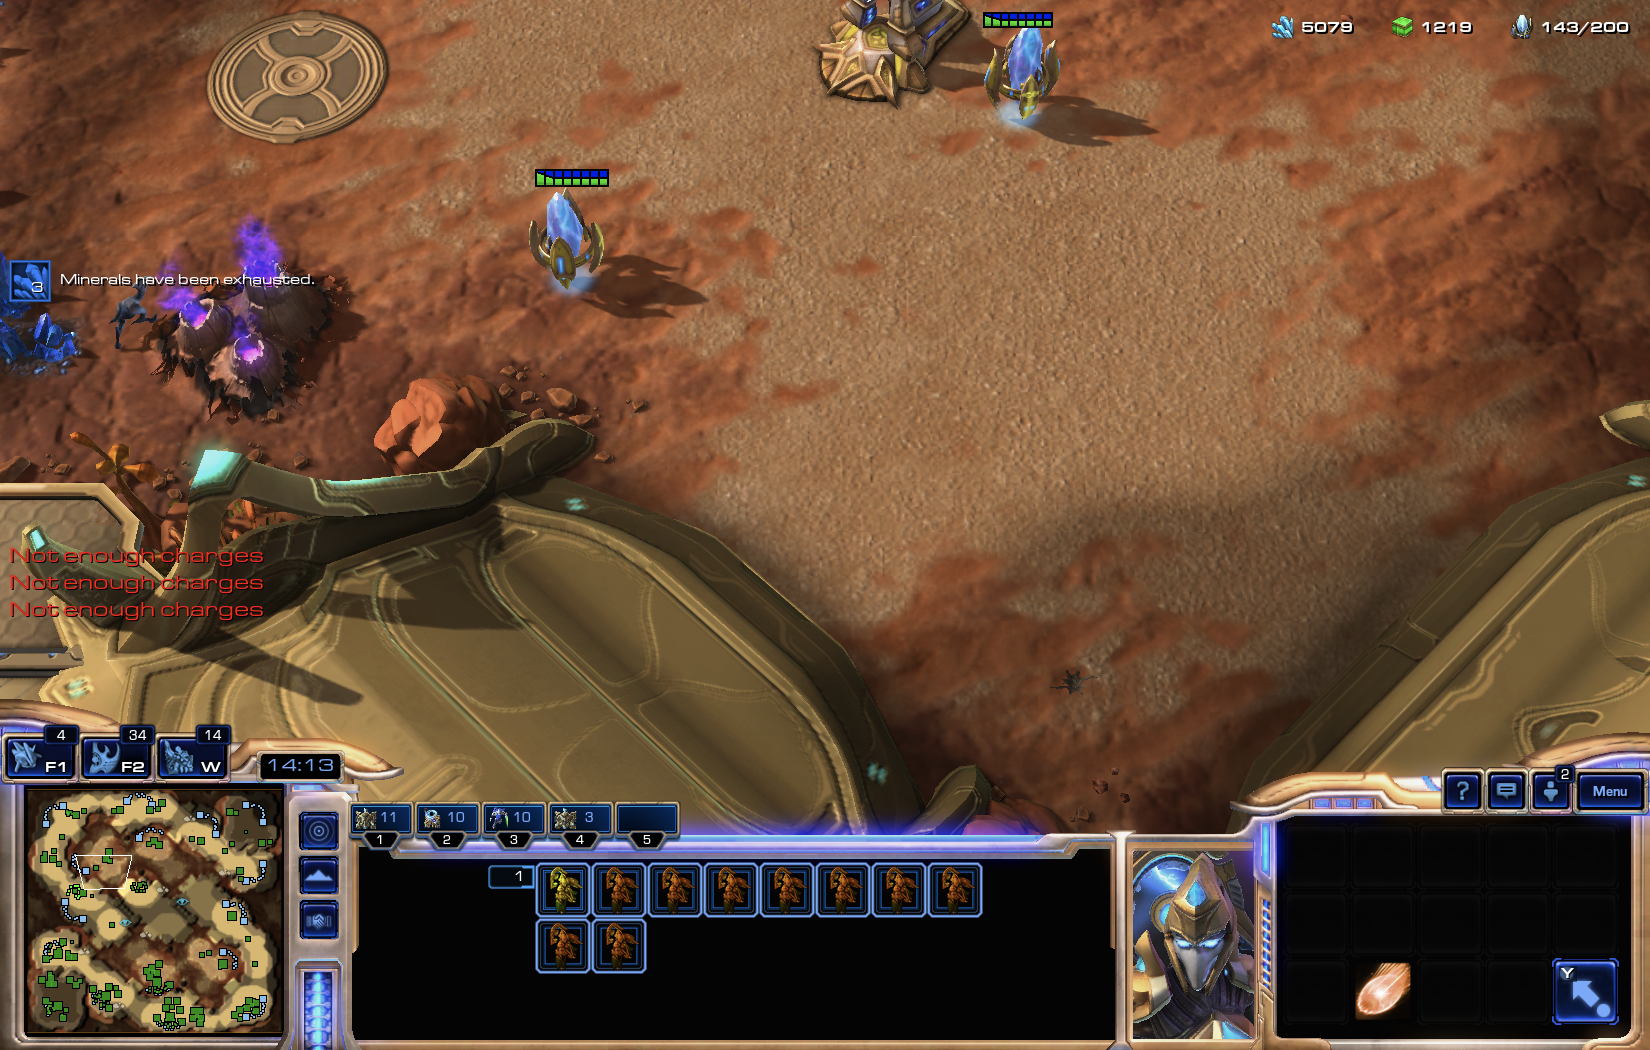 5079 1219 143/200
3 Minerals have been exhausted.
Not enough charges
Not enough charges
Not enough charges
4 34 14
F1 F2 W
14:13
2
? Menu
11 10 10 3
1 2 3 4 5
1
Y